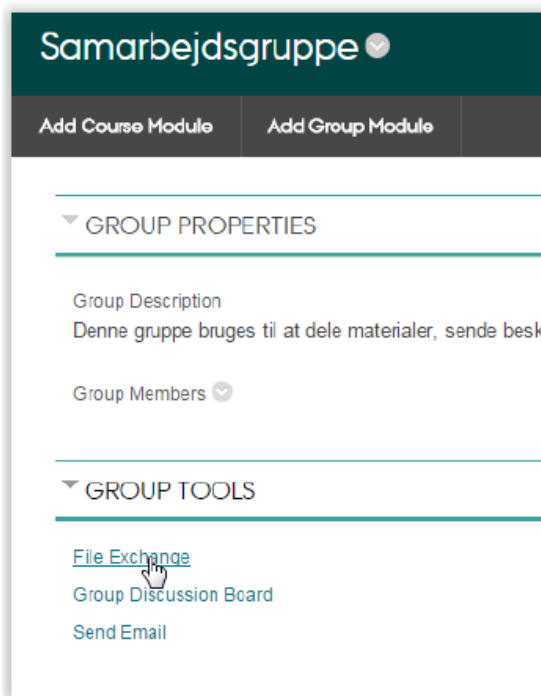 Samarbejdsgruppe
Add Course Module Add Group Module
GROUP PROPERTIES
Group Description
Denne gruppe bruges til at dele materialer, sende besk
Group Members
GROUP TOOLS
File Exchange
Group Discussion Board
Send Email